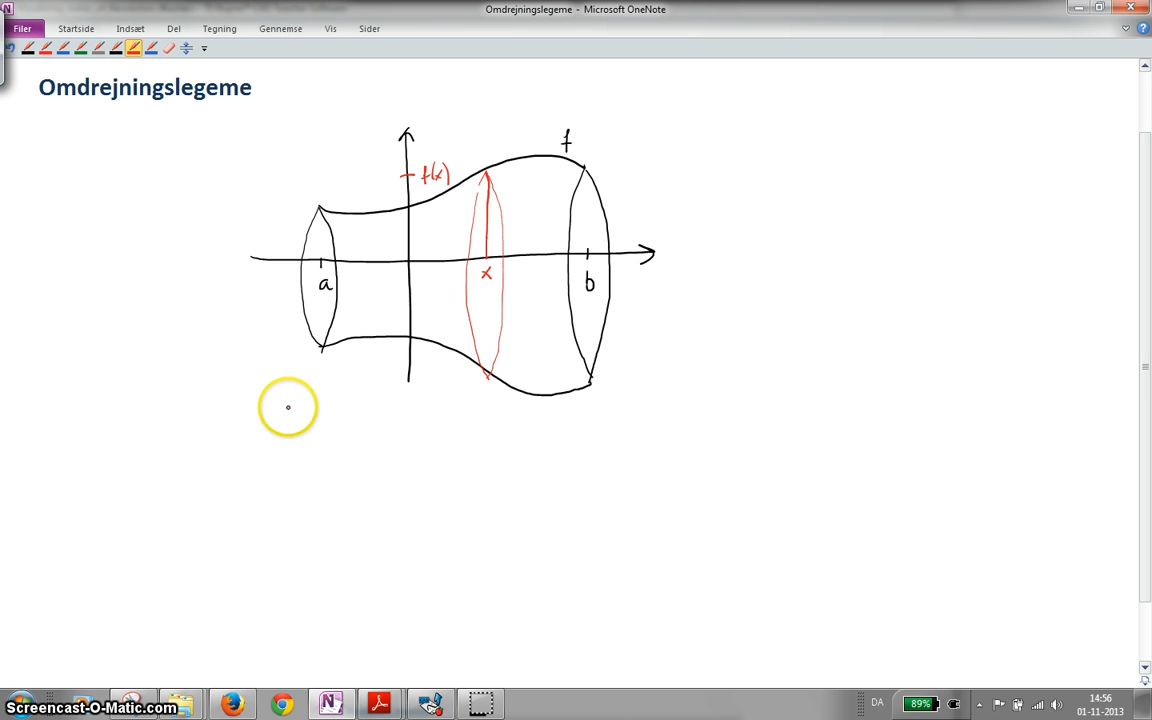 Omdrejningslegeme - Microsoft OneNote
Filer Startside Indsæt Del Tegning Gennemse Vis Sider
Omdrejningslegeme
f
f(x)
x
a
b
DA 89% 14:56
01-11-2013
Screencast-O-Matic.com